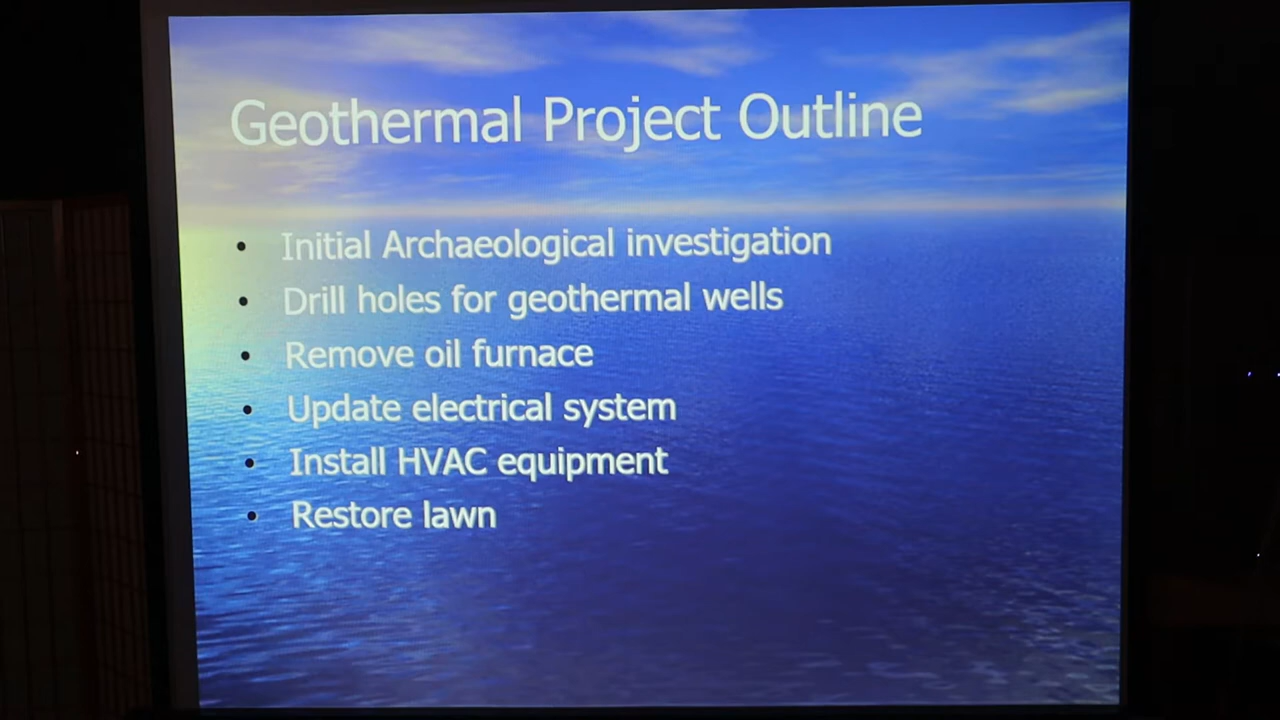 Geothermal Project Outline
• Initial Archaeological investigation
• Drill holes for geothermal wells
• Remove oil furnace
• Update electrical system
• Install HVAC equipment
• Restore lawn